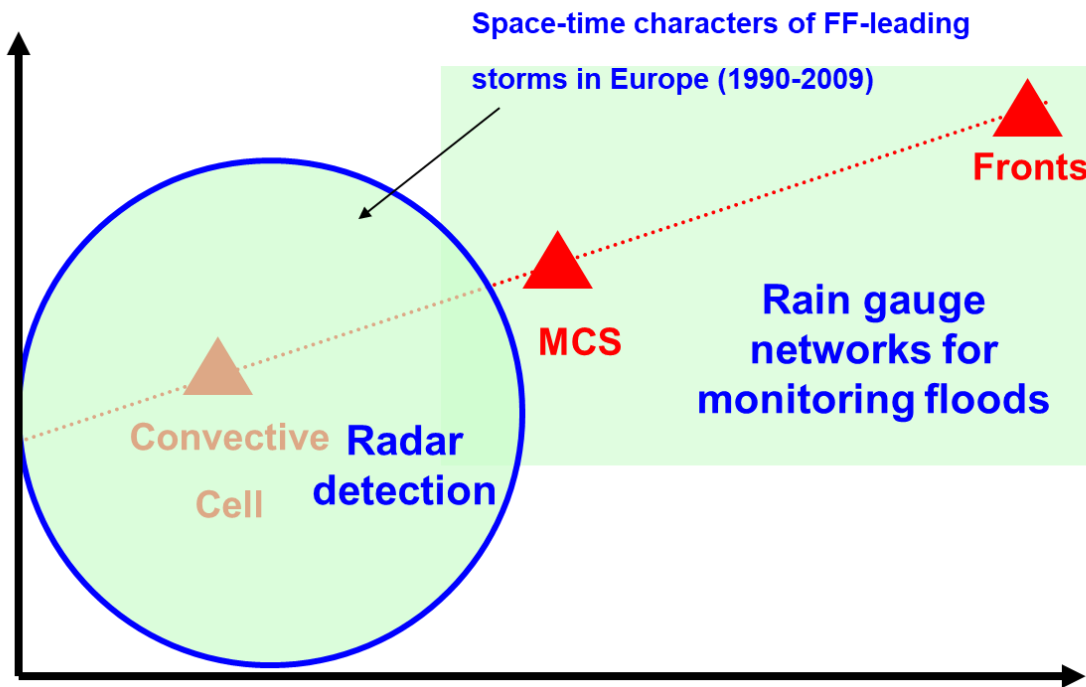 Space-time characters of FF-leading
storms in Europe (1990-2009)
Fronts
MCS
Rain gauge
networks for
monitoring floods
Convective
Cell
Radar
detection